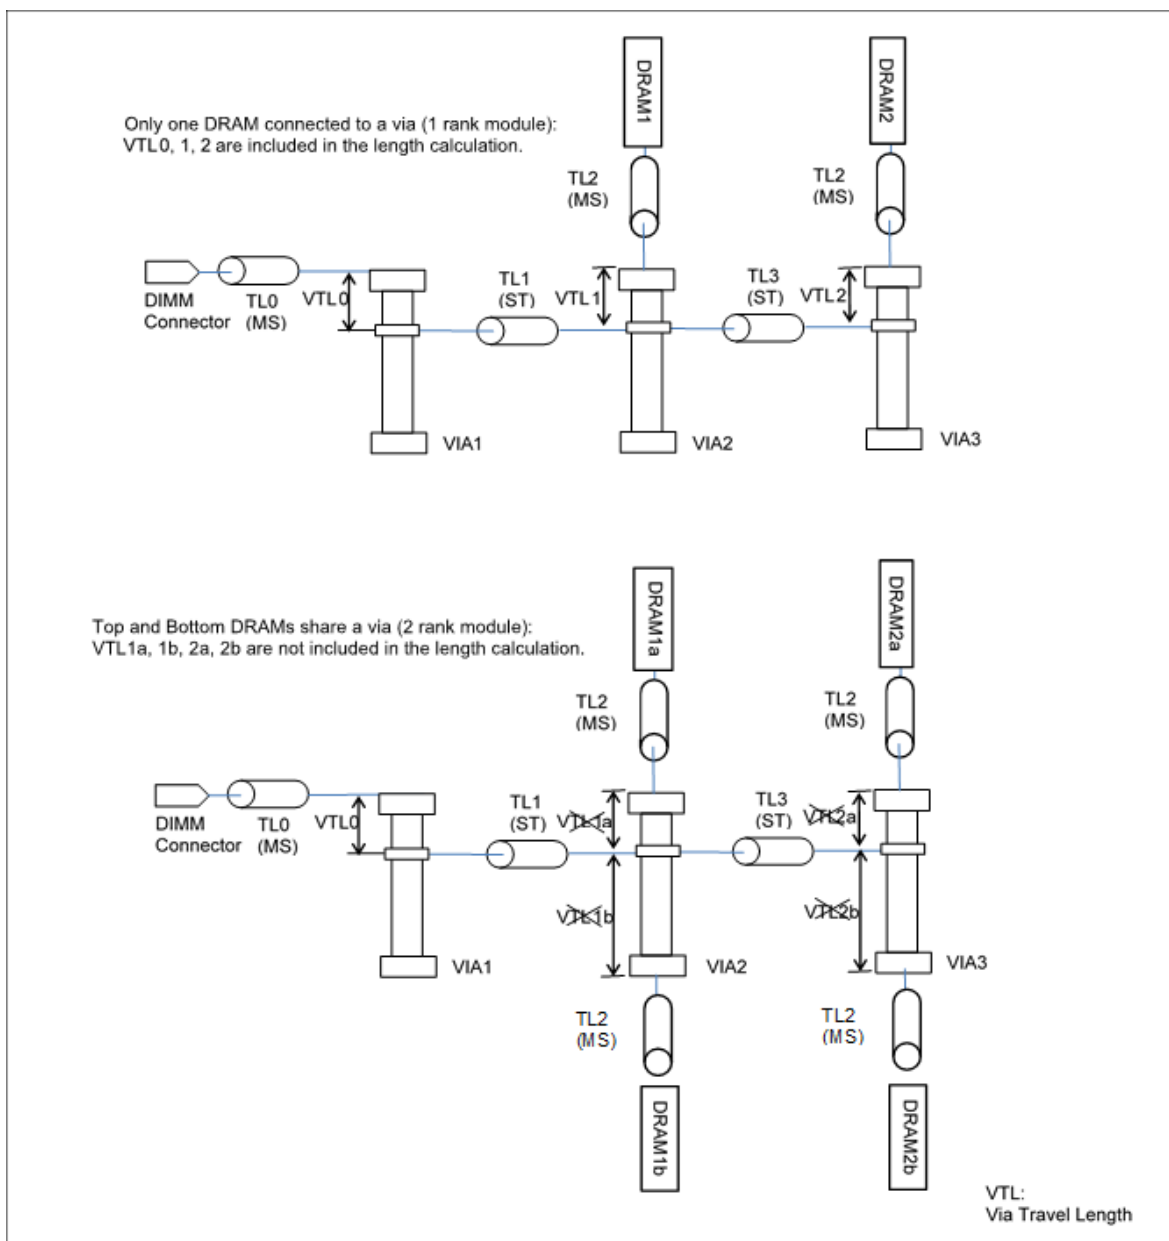 DRAM1
DRAM2
Only one DRAM connected to a via (1 rank module):
VTL0, 1, 2 are included in the length calculation.
TL2
(MS)
TL2
(MS)
DIMM
Connector
TL0
(MS)
VTL0
TL1
(ST)
VTL1
TL3
(ST)
VTL2
VIA1
VIA2
VIA3
DRAM1a
DRAM2a
Top and Bottom DRAMs share a via (2 rank module):
VTL1a, 1b, 2a, 2b are not included in the length calculation.
TL2
(MS)
TL2
(MS)
DIMM
Connector
TL0
(MS)
VTL0
TL1
(ST)
VTL1a
TL3
(ST)
VTL2a
VTL1b
VTL2b
VIA1
VIA2
VIA3
TL2
(MS)
TL2
(MS)
DRAM1b
DRAM2b
VTL:
Via Travel Length